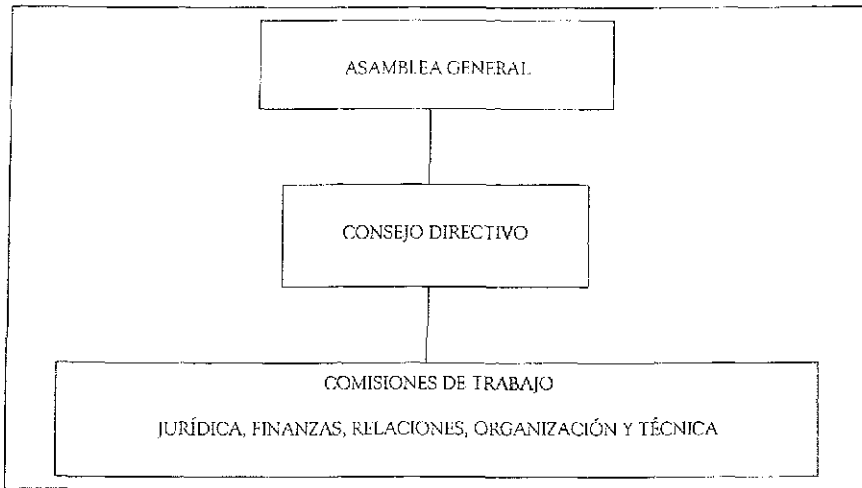 ASAMBLEA GENERAL
CONSEJO DIRECTIVO
COMISIONES DE TRABAJO
JURÍDICA, FINANZAS, RELACIONES, ORGANIZACIÓN Y TÉCNICA